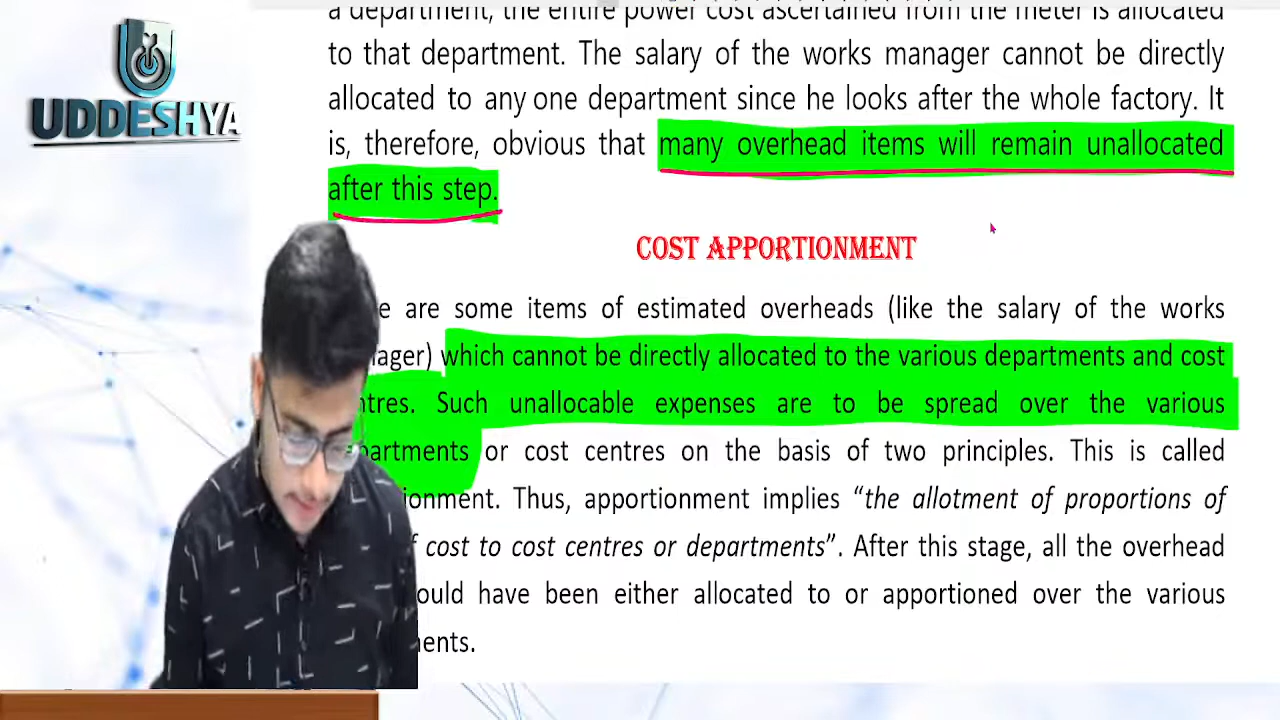 a department, the entire power cost ascertained from the meter is allocated
UDDESHYA
to that department. The salary of the works manager cannot be directly
allocated to any one department since he looks after the whole factory. It
is, therefore, obvious that many overhead items will remain unallocated
after this step.
COST APPORTIONMENT
are some items of estimated overheads (like the salary of the works
which cannot be directly allocated to the various departments and cost
Such unallocable expenses are to be spread over the various
or cost centres on the basis of two principles. This is called
Thus, apportionment implies “the allotment of proportions of
cost to cost centres or departments”. After this stage, all the overhead
have been either allocated to or apportioned over the various